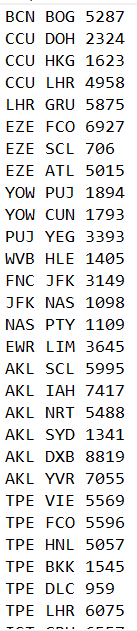 BCN BOG 5287
CCU DOH 2324
CCU HKG 1623
CCU LHR 4958
LHR GRU 5875
EZE FCO 6927
EZE SCL 706
EZE ATL 5015
YOW PUJ 1894
YOW CUN 1793
PUJ YEG 3393
WVB HLE 1405
FNC JFK 3149
JFK NAS 1098
NAS PTY 1109
EWR LIM 3645
AKL SCL 5995
AKL IAH 7417
AKL NRT 5488
AKL SYD 1341
AKL DXB 8819
AKL YVR 7055
TPE VIE 5569
TPE FCO 5596
TPE HNL 5057
TPE BKK 1545
TPE DLC 959
TPE LHR 6075